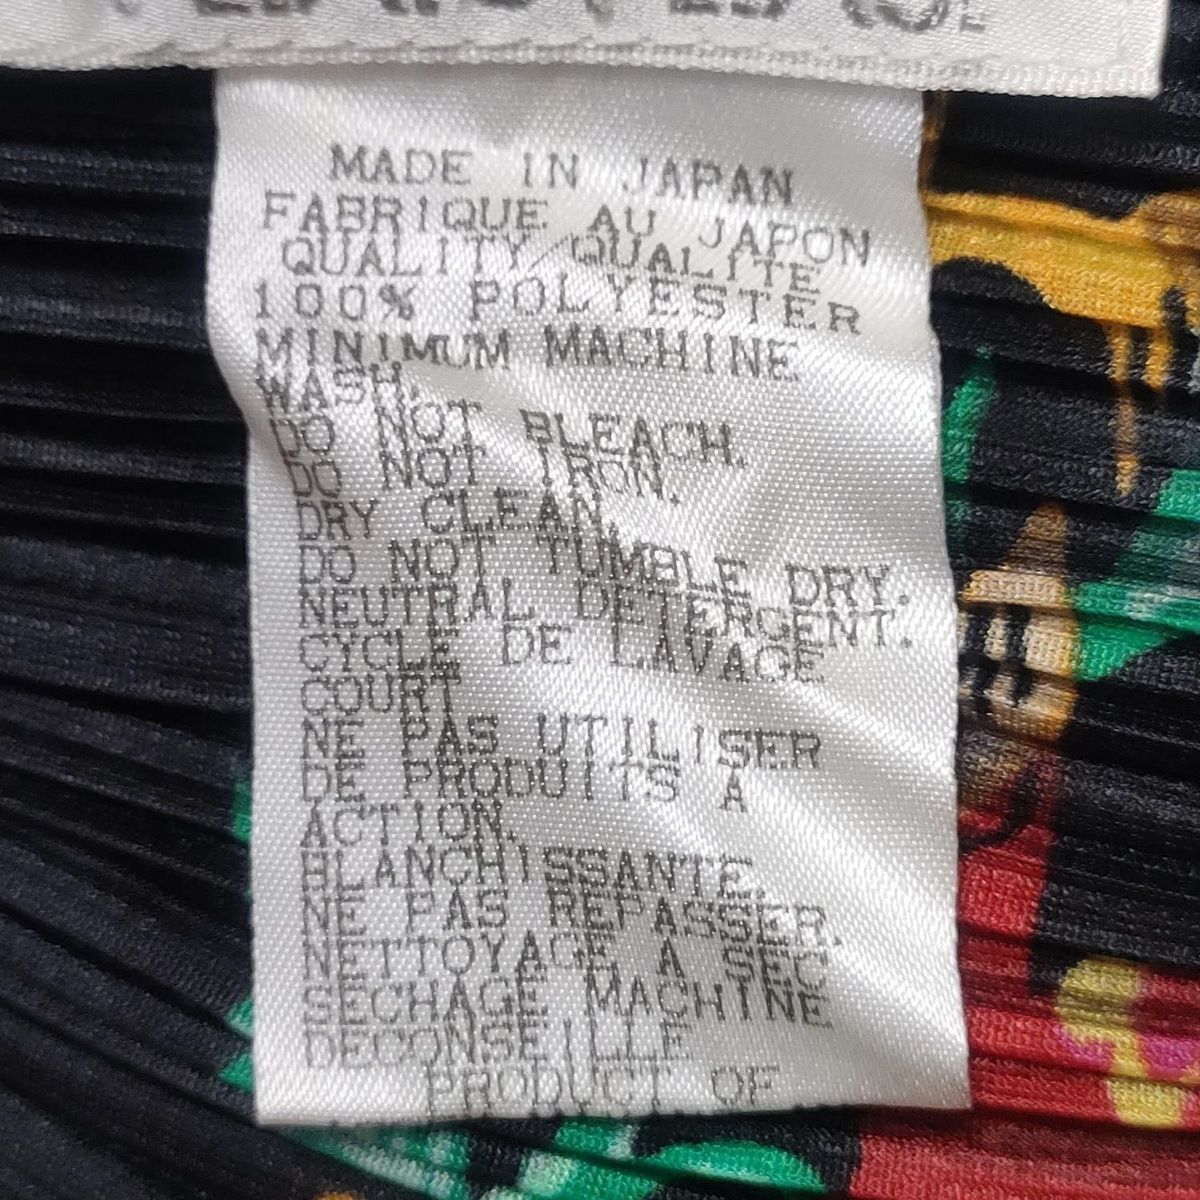 MADE IN JAPAN
FABRIQUE AU JAPON
QUALITY/QUALITE
100% POLYESTER
MINIMUM MACHINE
WASH.
DO NOT BLEACH.
DO NOT IRON.
DRY CLEAN.
DO NOT TUMBLE DRY.
NEUTRAL DETERGENT.
CYCLE DE LAVAGE
COURT
NE PAS UTILISER
DE PRODUITS A
ACTION.
BLANCHISSANTE.
NE PAS REPASSER.
NETTOYAGE A SEC
SECHAGE MACHINE
DECONSEILLE
PRODUCT OF